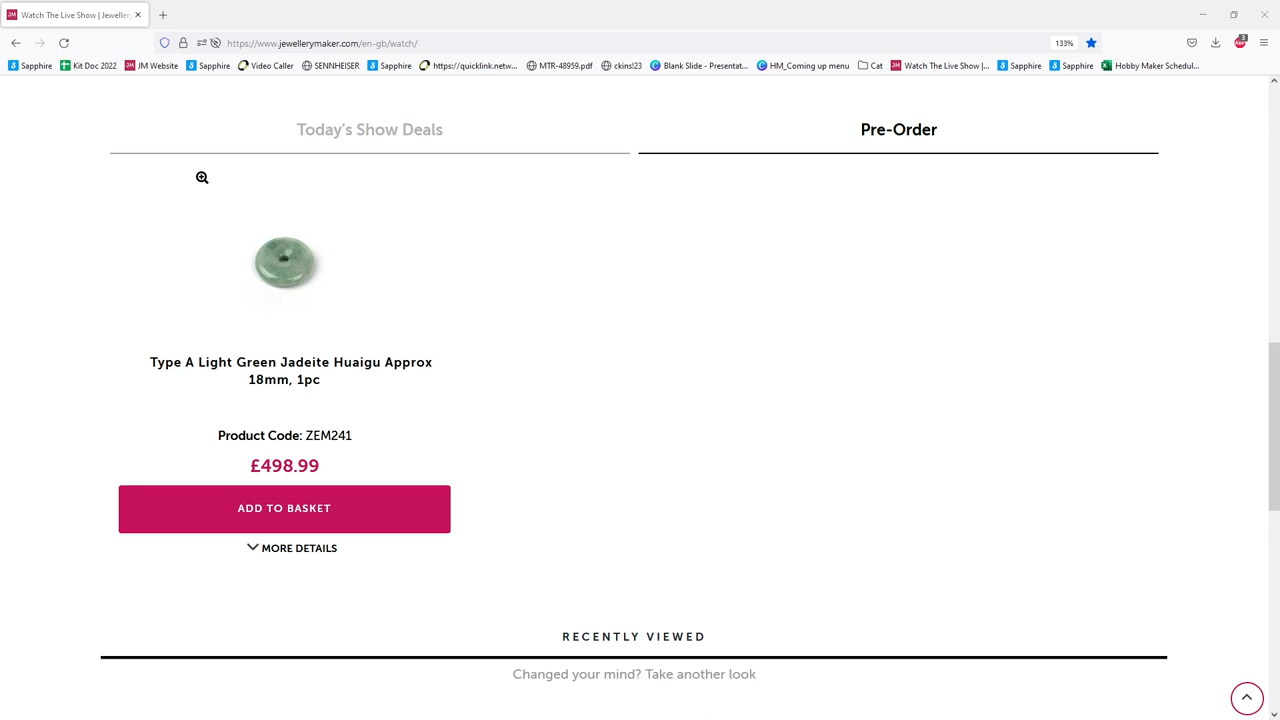 Watch The Live Show | Jeweller
https://www.jewellerymaker.com/en-gb/watch/
133%
3
Sapphire
Kit Doc 2022
JM Website
Sapphire
Video Caller
SENNHEISER
Sapphire
https://quicklink.netw...
MTR-48959.pdf
ckins!23
Blank Slide - Presentat...
HM_Coming up menu
Cat
Watch The Live Show |...
Sapphire
Sapphire
Hobby Maker Schedul...
Today's Show Deals
Pre-Order
Type A Light Green Jadeite Huaigu Approx
18mm, 1pc
Product Code: ZEM241
£498.99
ADD TO BASKET
MORE DETAILS
RECENTLY VIEWED
Changed your mind? Take another look